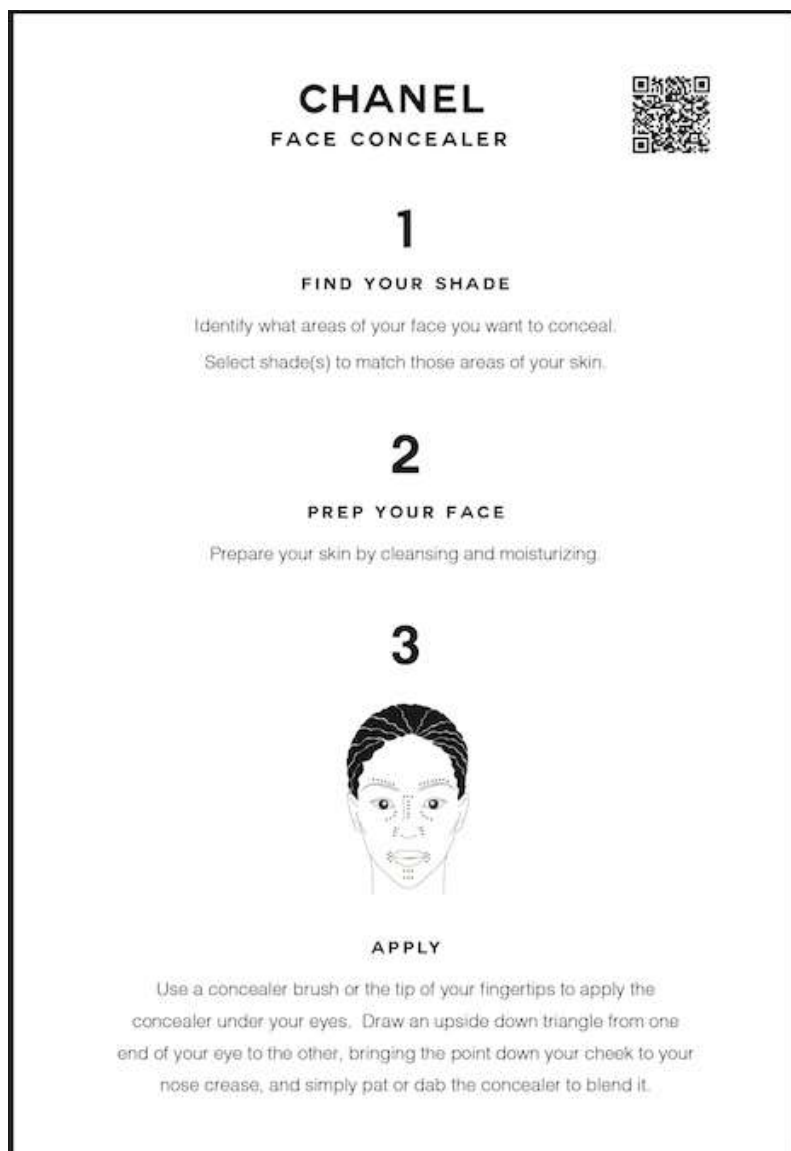 CHANEL
FACE CONCEALER
1
FIND YOUR SHADE
Identify what areas of your face you want to conceal.
Select shade(s) to match those areas of your skin.
2
PREP YOUR FACE
Prepare your skin by cleansing and moisturizing.
3
APPLY
Use a concealer brush or the tip of your fingertips to apply the
concealer under your eyes. Draw an upside down triangle from one
end of your eye to the other, bringing the point down your cheek to your
nose crease, and simply pat or dab the concealer to blend it.